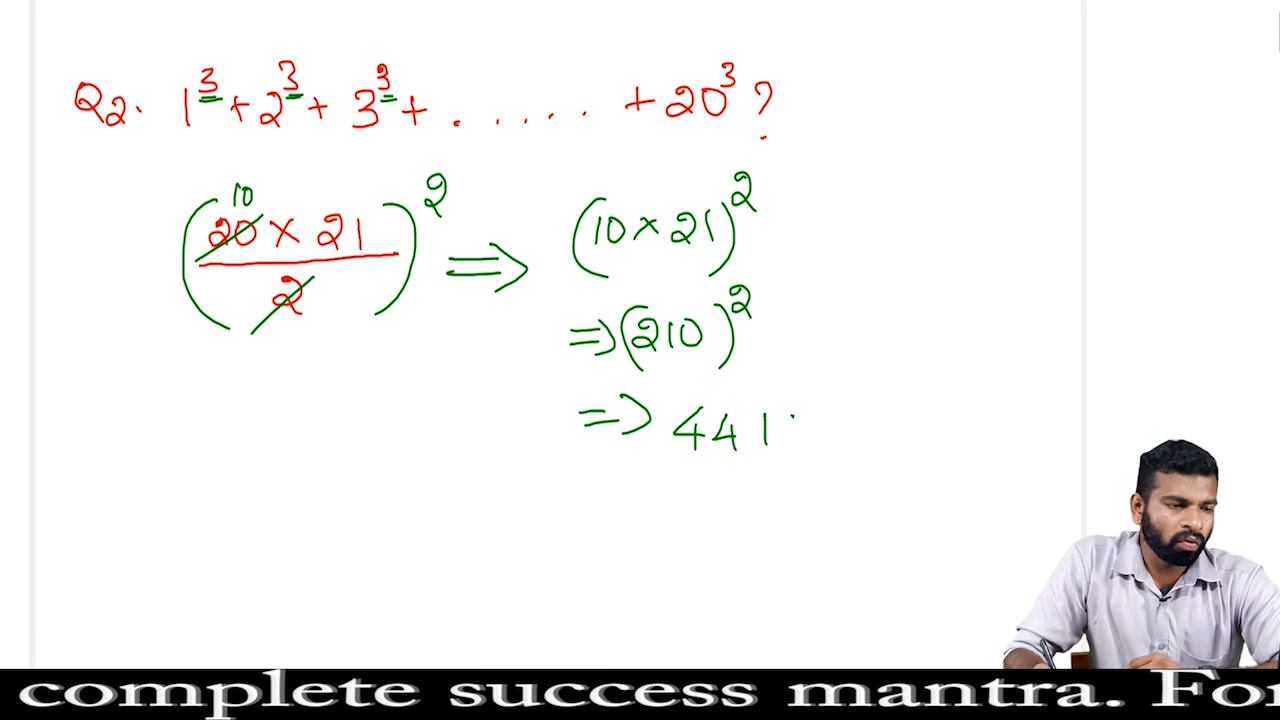 Q2. 1³ + 2³ + 3³ + ...... + 20³ ?
10
(20 × 21 / 2)² ⇒ (10 × 21)²
⇒ (210)²
⇒ 441
complete success mantra. For